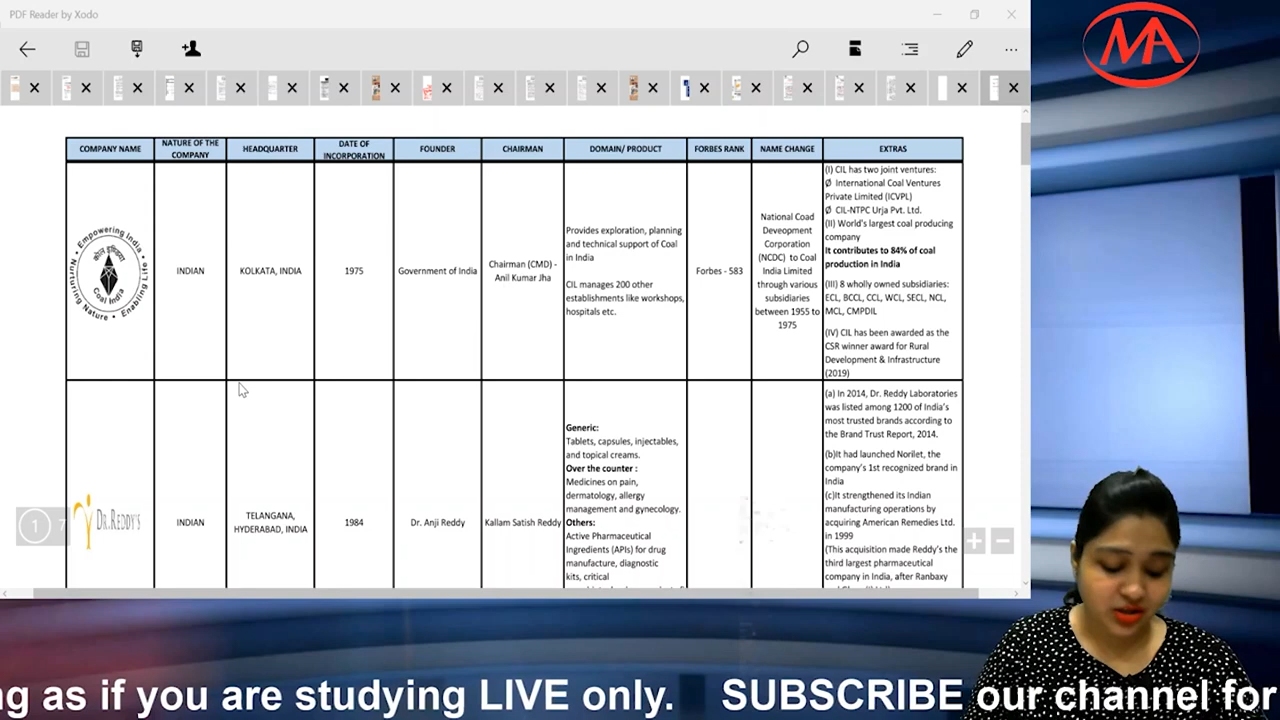 PDF Reader by Xodo
MA
COMPANY NAME
NATURE OF THE
COMPANY
HEADQUARTER
DATE OF
INCORPORATION
FOUNDER
CHAIRMAN
DOMAIN/ PRODUCT
FORBES RANK
NAME CHANGE
EXTRAS
Empowering India
Coal India
Nurturing Nature
Enabling Life
INDIAN
KOLKATA, INDIA
1975
Government of India
Chairman (CMD) -
Anil Kumar Jha
Provides exploration, planning
and technical support of Coal
in India
CIL manages 200 other
establishments like workshops,
hospitals etc.
Forbes - 583
National Coad
Deveopment
Corporation
(NCDC) to Coal
India Limited
through various
subsidiaries
between 1955 to
1975
(I) CIL has two joint ventures:
Ø International Coal Ventures
Private Limited (ICVPL)
Ø CIL-NTPC Urja Pvt. Ltd.
(II) World's largest coal producing
company
It contributes to 84% of coal
production in India
(III) 8 wholly owned subsidiaries:
ECL, BCCL, CCL, WCL, SECL, NCL,
MCL, CMPDIL
(IV) CIL has been awarded as the
CSR winner award for Rural
Development & Infrastructure
(2019)
DR.REDDY'S
INDIAN
TELANGANA,
HYDERABAD, INDIA
1984
Dr. Anji Reddy
Kallam Satish Reddy
Generic:
Tablets, capsules, injectables,
and topical creams.
Over the counter :
Medicines on pain,
dermatology, allergy
management and gynecology.
Others:
Active Pharmaceutical
Ingredients (APIs) for drug
manufacture, diagnostic
kits, critical
(a) In 2014, Dr. Reddy Laboratories
was listed among 1200 of India's
most trusted brands according to
the Brand Trust Report, 2014.
(b)It had launched Norilet, the
company's 1st recognized brand in
India
(c)It strengthened its Indian
manufacturing operations by
acquiring American Remedies Ltd.
in 1999
(This acquisition made Reddy's the
third largest pharmaceutical
company in India, after Ranbaxy
1 7
ng as if you are studying LIVE only. SUBSCRIBE our channel for